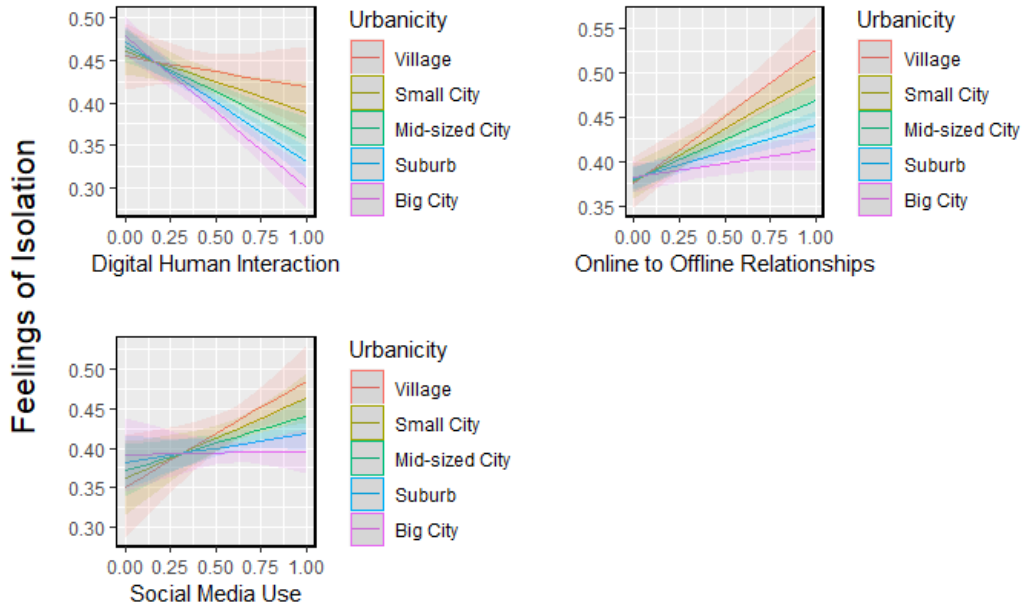 Feelings of Isolation
0.50
0.45
0.40
0.35
0.30
0.00 0.25 0.50 0.75 1.00
Digital Human Interaction
Urbanicity
Village
Small City
Mid-sized City
Suburb
Big City
0.55
0.50
0.45
0.40
0.35
0.00 0.25 0.50 0.75 1.00
Online to Offline Relationships
Urbanicity
Village
Small City
Mid-sized City
Suburb
Big City
0.50
0.45
0.40
0.35
0.30
0.00 0.25 0.50 0.75 1.00
Social Media Use
Urbanicity
Village
Small City
Mid-sized City
Suburb
Big City